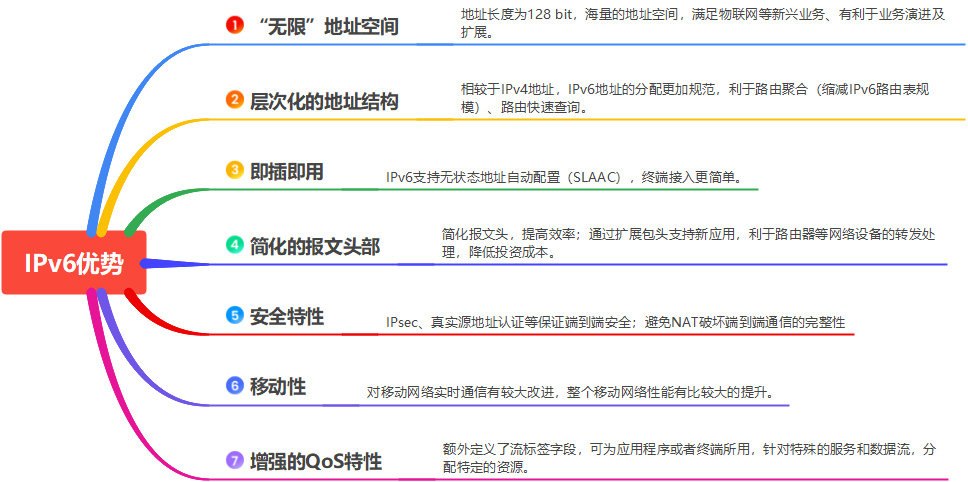 IPv6优势
1 “无限”地址空间
地址长度为128 bit，海量的地址空间，满足物联网等新兴业务、有利于业务演进及
扩展。
2 层次化的地址结构
相较于IPv4地址，IPv6地址的分配更加规范，利于路由聚合（缩减IPv6路由表规
模）、路由快速查询。
3 即插即用
IPv6支持无状态地址自动配置（SLAAC），终端接入更简单。
4 简化的报文头部
简化报文头，提高效率；通过扩展包头支持新应用，利于路由器等网络设备的转发处
理，降低投资成本。
5 安全特性
IPsec、真实源地址认证等保证端到端安全；避免NAT破坏端到端通信的完整性
6 移动性
对移动网络实时通信有较大改进，整个移动网络性能有比较大的提升。
7 增强的QoS特性
额外定义了流标签字段，可为应用程序或者终端所用，针对特殊的服务和数据流，分
配特定的资源。